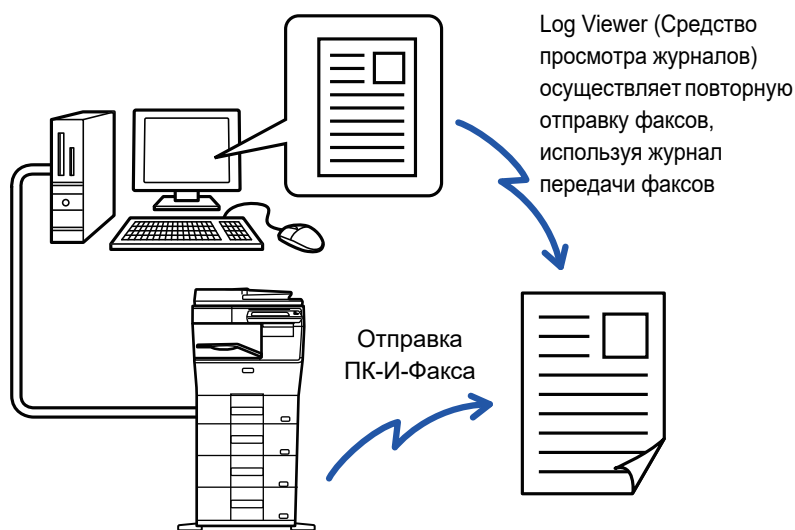 Log Viewer (Средство
просмотра журналов)
осуществляет повторную
отправку факсов,
используя журнал
передачи факсов
Отправка
ПК-И-Факса